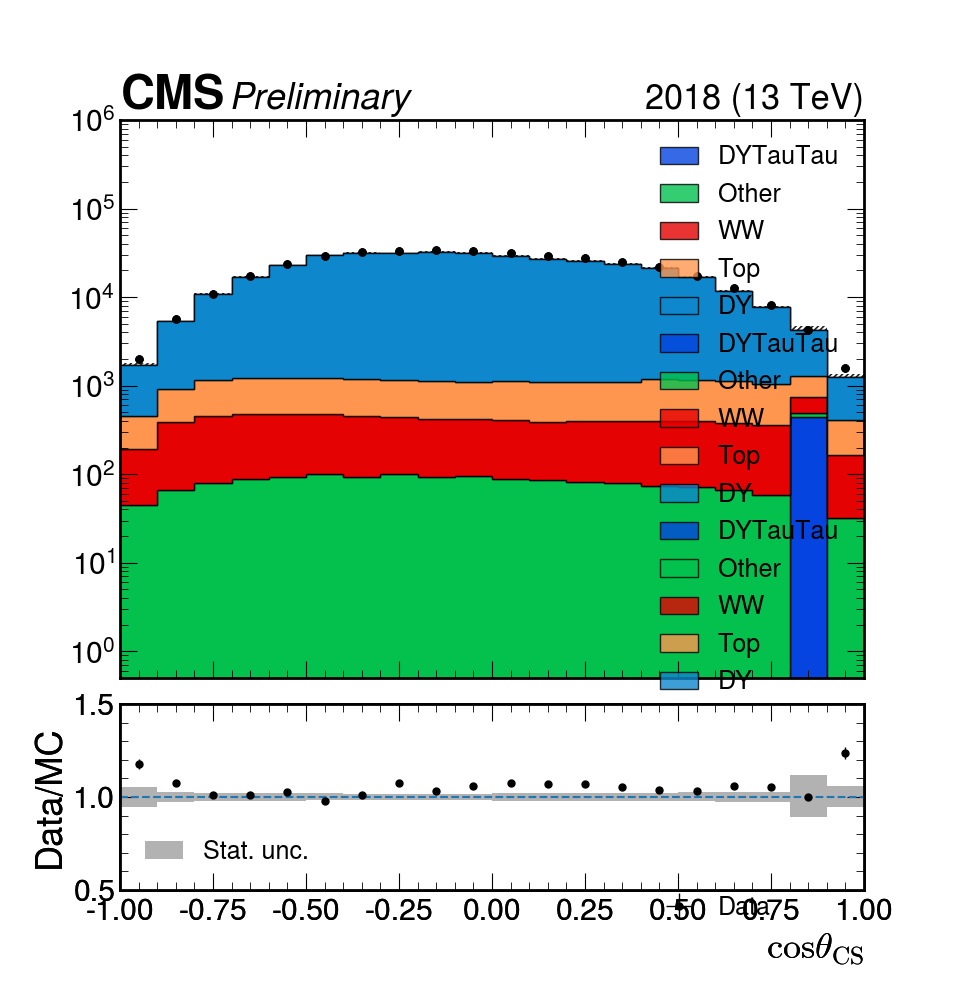 CMS Preliminary 2018 (13 TeV)
10^6
10^5
10^4
10^3
10^2
10^1
10^0
DYTauTau
Other
WW
Top
DY
DYTauTau
Other
WW
Top
DY
DYTauTau
Other
WW
Top
DY
Data/MC
1.5
1.0
0.5
Stat. unc.
Data
-1.00 -0.75 -0.50 -0.25 0.00 0.25 0.50 0.75 1.00
cosθ_CS